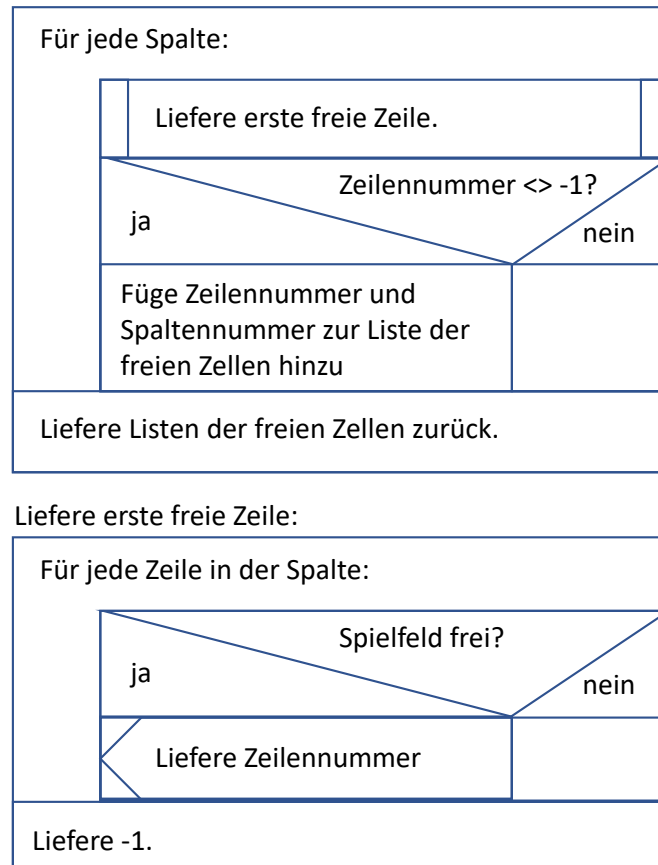 Für jede Spalte:
Liefere erste freie Zeile.
Zeilennummer <> -1?
ja
nein
Füge Zeilennummer und
Spaltennummer zur Liste der
freien Zellen hinzu
Liefere Listen der freien Zellen zurück.
Liefere erste freie Zeile:
Für jede Zeile in der Spalte:
Spielfeld frei?
ja
nein
Liefere Zeilennummer
Liefere -1.